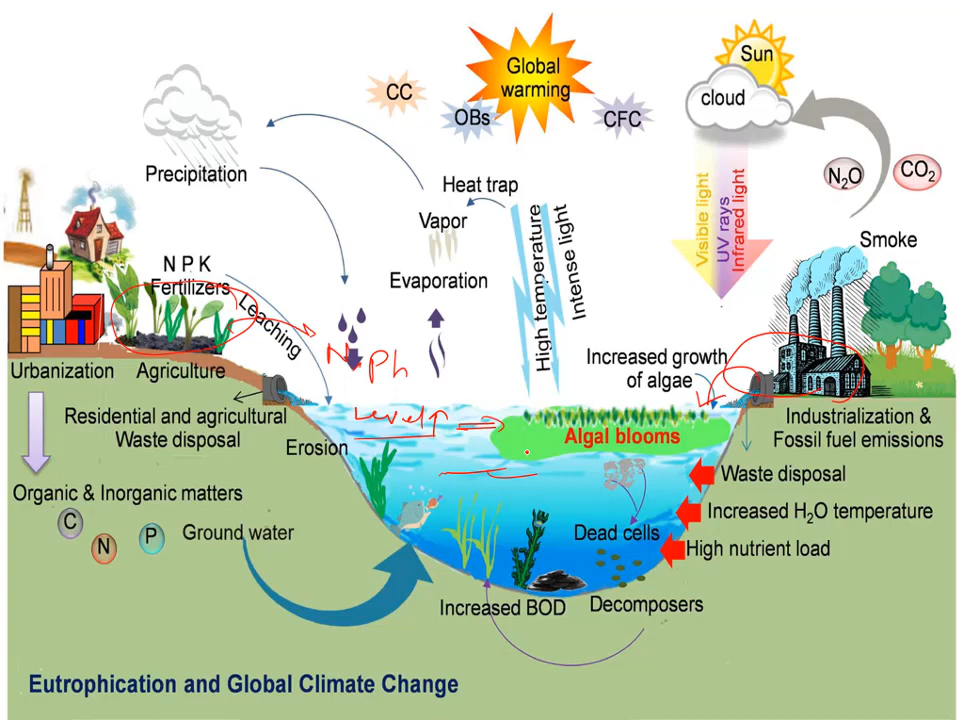 Sun
Global
warming
CC
OBs
CFC
cloud
N₂O
CO₂
Precipitation
Heat trap
Vapor
Evaporation
High temperature
Intense light
Visible light
UV rays
Infrared light
Smoke
N P K
Fertilizers
Leaching
N Ph
Level↑
Increased growth
of algae
Urbanization
Agriculture
Residential and agricultural
Waste disposal
Erosion
Algal blooms
Industrialization &
Fossil fuel emissions
Waste disposal
Organic & Inorganic matters
C
N
P
Ground water
Increased H₂O temperature
Dead cells
High nutrient load
Increased BOD
Decomposers
Eutrophication and Global Climate Change